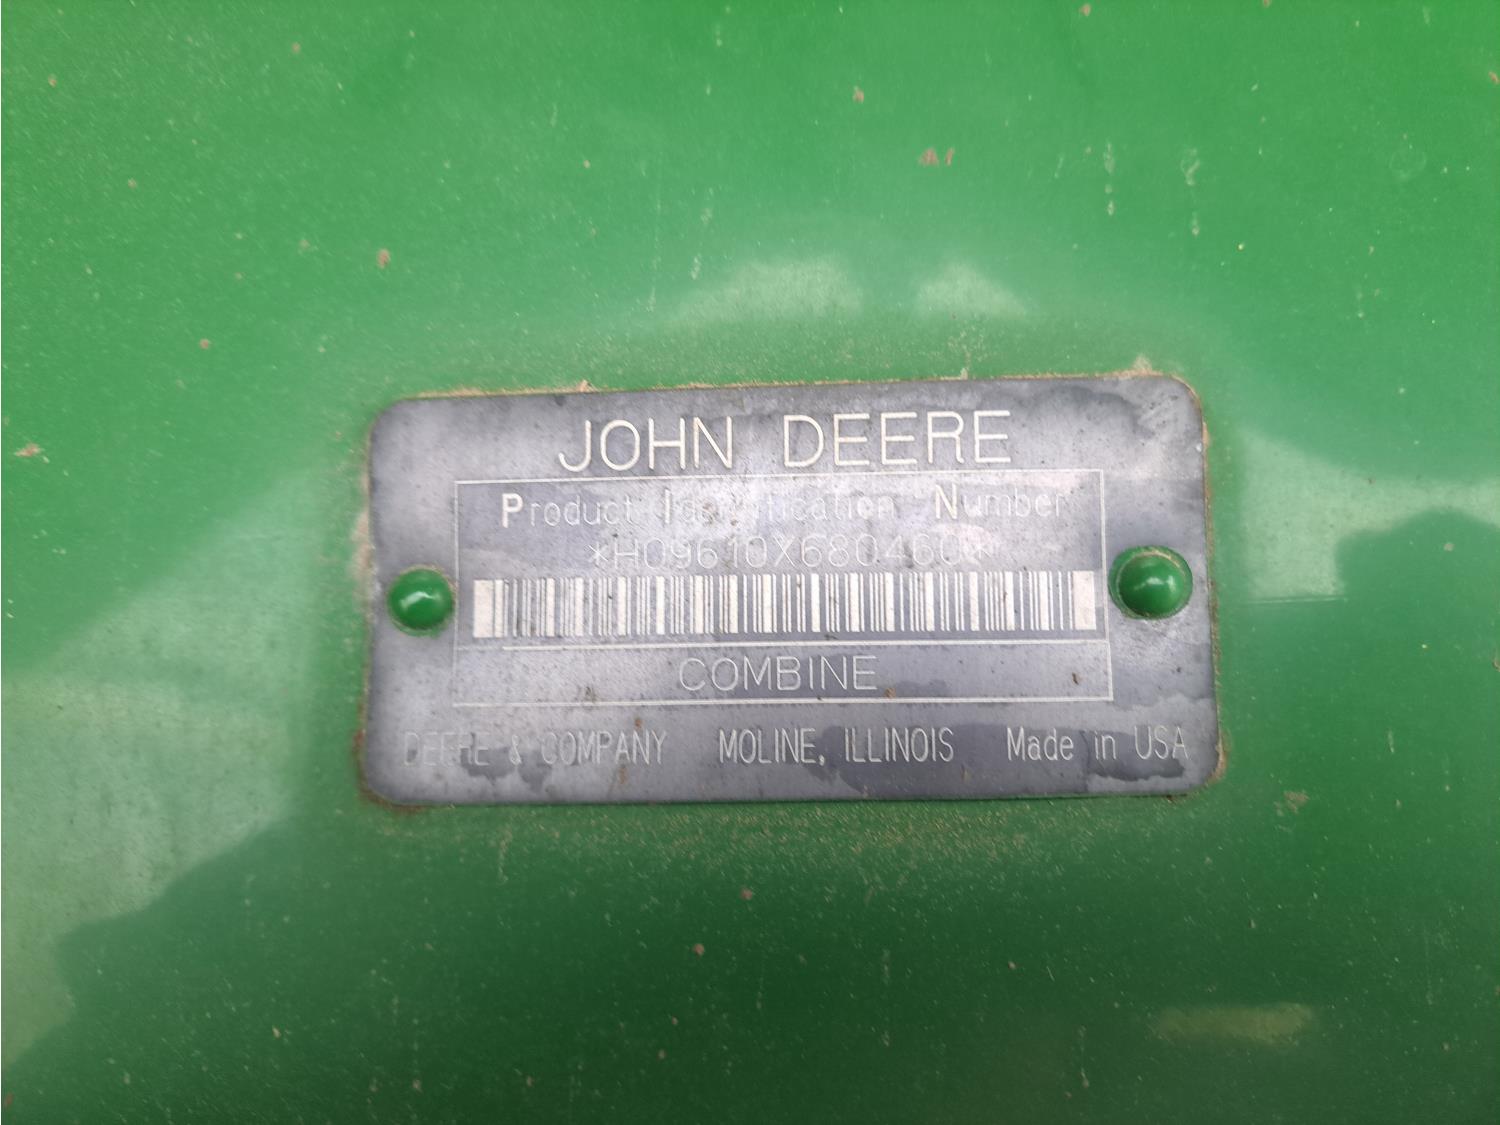 JOHN DEERE
Product Identification Number
*H09610X680460*
COMBINE
DEERE & COMPANY MOLINE, ILLINOIS Made in USA